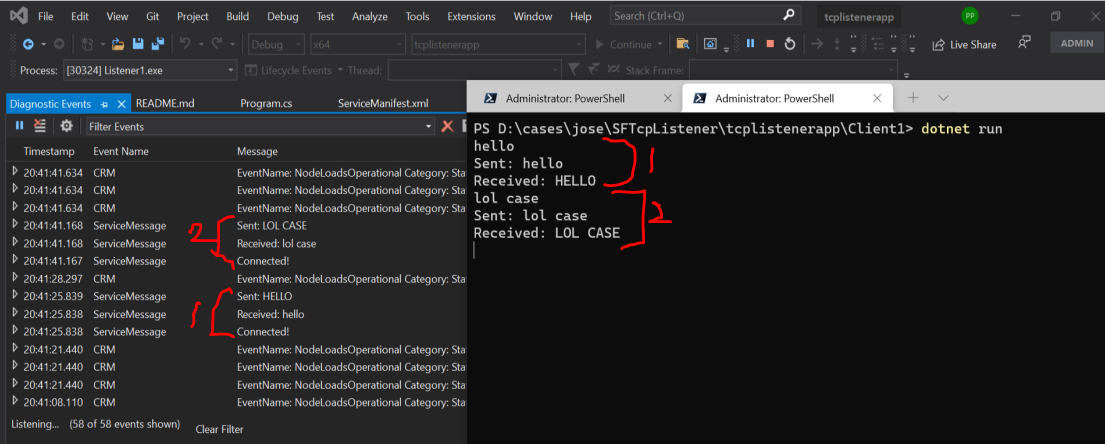 File Edit View Git Project Build Debug Test Analyze Tools Extensions Window Help Search (Ctrl+Q) tcplistenerapp PP
Debug x64 tcplistenerapp Continue Live Share ADMIN
Process: [30324] Listener1.exe Lifecycle Events Thread: Stack Frame:
Diagnostic Events README.md Program.cs ServiceManifest.xml
Filter Events
Timestamp Event Name Message
20:41:41.634 CRM EventName: NodeLoadsOperational Category: Sta
20:41:41.634 CRM EventName: NodeLoadsOperational Category: Sta
20:41:41.634 CRM EventName: NodeLoadsOperational Category: Sta
20:41:41.168 ServiceMessage Sent: LOL CASE
20:41:41.168 ServiceMessage Received: lol case
20:41:41.167 ServiceMessage Connected!
20:41:28.297 CRM EventName: NodeLoadsOperational Category: Sta
20:41:25.839 ServiceMessage Sent: HELLO
20:41:25.838 ServiceMessage Received: hello
20:41:25.838 ServiceMessage Connected!
20:41:21.440 CRM EventName: NodeLoadsOperational Category: Sta
20:41:21.440 CRM EventName: NodeLoadsOperational Category: Sta
20:41:21.440 CRM EventName: NodeLoadsOperational Category: Sta
20:41:08.110 CRM EventName: NodeLoadsOperational Category: Sta
2
1
Listening... (58 of 58 events shown) Clear Filter
Administrator: PowerShell Administrator: PowerShell
PS D:\cases\jose\SFTcpListener\tcplistenerapp\Client1> dotnet run
hello
Sent: hello
Received: HELLO
1
lol case
Sent: lol case
Received: LOL CASE
2